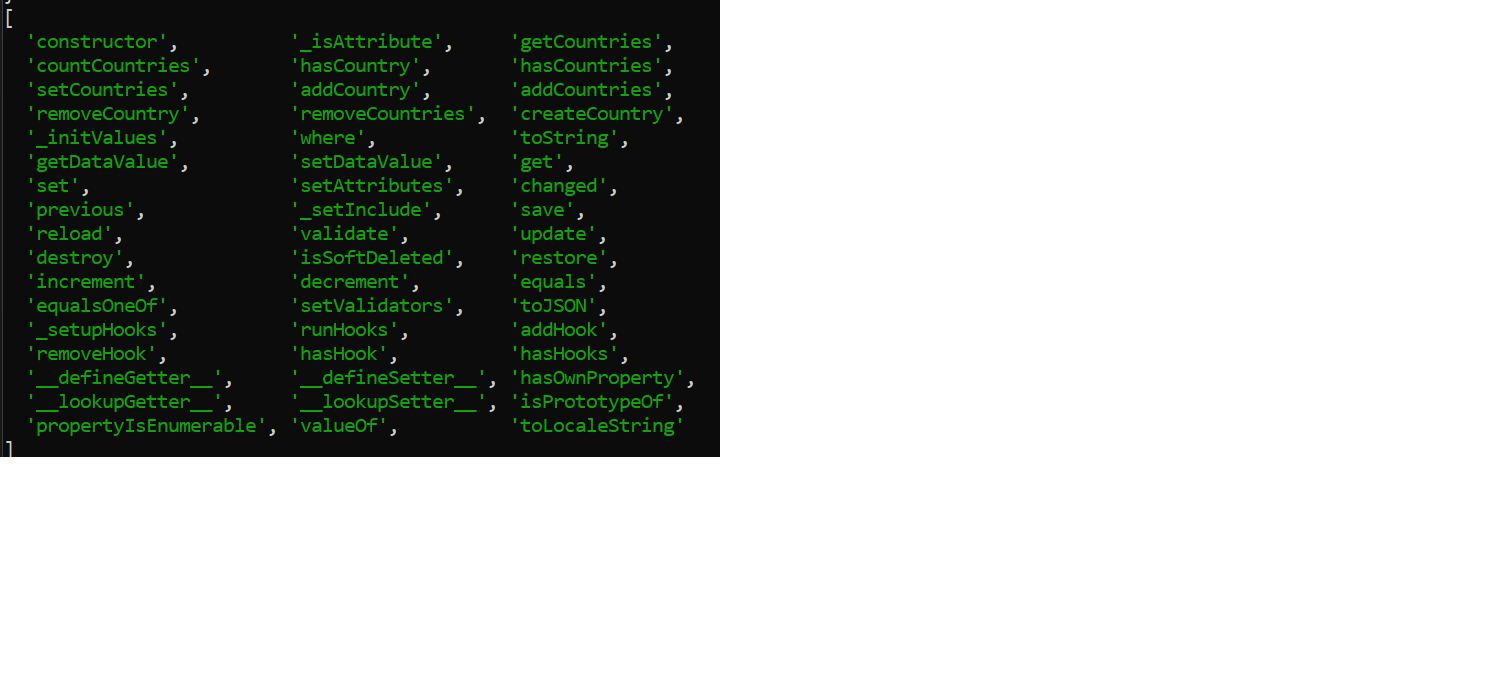 [
'constructor', '_isAttribute', 'getCountries',
'countCountries', 'hasCountry', 'hasCountries',
'setCountries', 'addCountry', 'addCountries',
'removeCountry', 'removeCountries', 'createCountry',
'_initValues', 'where', 'toString',
'getDataValue', 'setDataValue', 'get',
'set', 'setAttributes', 'changed',
'previous', '_setInclude', 'save',
'reload', 'validate', 'update',
'destroy', 'isSoftDeleted', 'restore',
'increment', 'decrement', 'equals',
'equalsOneOf', 'setValidators', 'toJSON',
'_setupHooks', 'runHooks', 'addHook',
'removeHook', 'hasHook', 'hasHooks',
'__defineGetter__', '__defineSetter__', 'hasOwnProperty',
'__lookupGetter__', '__lookupSetter__', 'isPrototypeOf',
'propertyIsEnumerable', 'valueOf', 'toLocaleString'
]